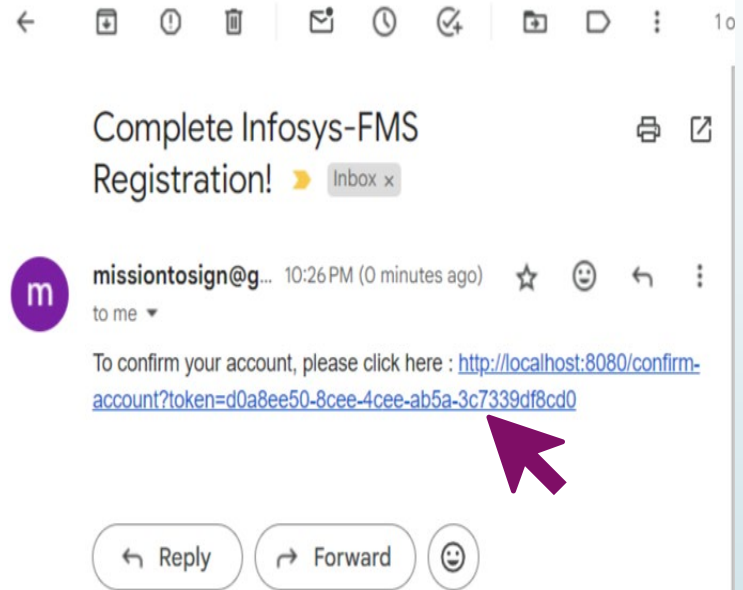 1 o
Complete Infosys-FMS
Registration!
Inbox x
m
missiontosign@g... 10:26 PM (0 minutes ago)
to me
To confirm your account, please click here : http://localhost:8080/confirm-
account?token=d0a8ee50-8cee-4cee-ab5a-3c7339df8cd0
Reply Forward